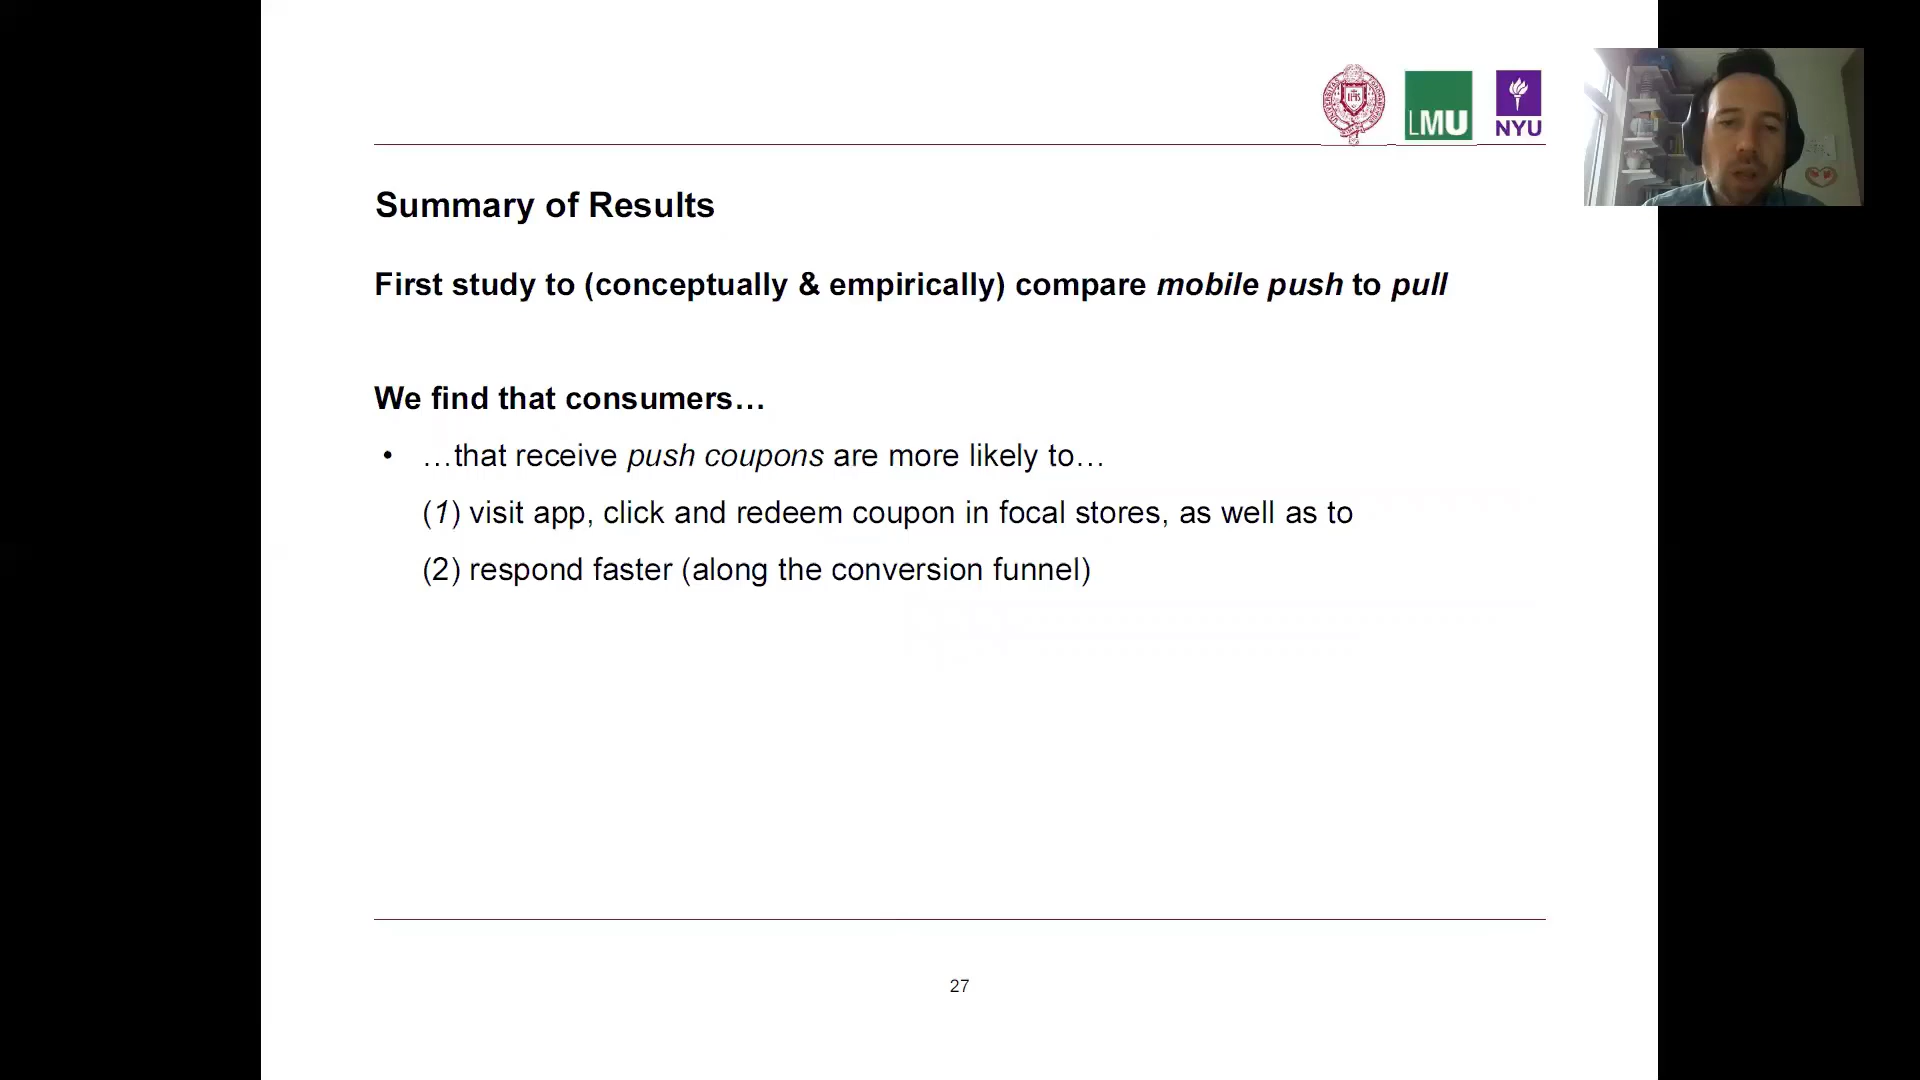 LMU
NYU
Summary of Results
First study to (conceptually & empirically) compare mobile push to pull
We find that consumers…
• …that receive push coupons are more likely to…
(1) visit app, click and redeem coupon in focal stores, as well as to
(2) respond faster (along the conversion funnel)
27